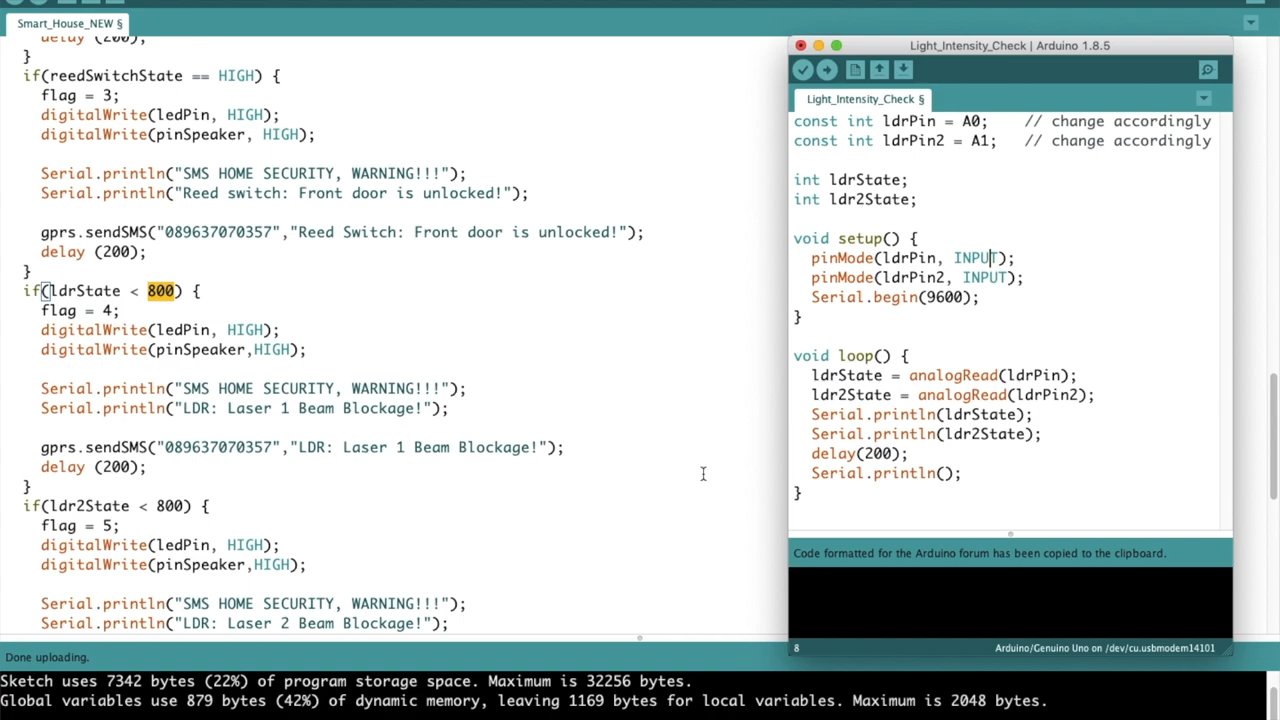 Smart_House_NEW §
delay (200);
}
if(reedSwitchState == HIGH) {
flag = 3;
digitalWrite(ledPin, HIGH);
digitalWrite(pinSpeaker, HIGH);
Serial.println("SMS HOME SECURITY, WARNING!!!");
Serial.println("Reed switch: Front door is unlocked!");
gprs.sendSMS("089637070357","Reed Switch: Front door is unlocked!");
delay (200);
}
if(ldrState < 800) {
flag = 4;
digitalWrite(ledPin, HIGH);
digitalWrite(pinSpeaker,HIGH);
Serial.println("SMS HOME SECURITY, WARNING!!!");
Serial.println("LDR: Laser 1 Beam Blockage!");
gprs.sendSMS("089637070357","LDR: Laser 1 Beam Blockage!");
delay (200);
}
if(ldr2State < 800) {
flag = 5;
digitalWrite(ledPin, HIGH);
digitalWrite(pinSpeaker,HIGH);
Serial.println("SMS HOME SECURITY, WARNING!!!");
Serial.println("LDR: Laser 2 Beam Blockage!");
Done uploading.
Sketch uses 7342 bytes (22%) of program storage space. Maximum is 32256 bytes.
Global variables use 879 bytes (42%) of dynamic memory, leaving 1169 bytes for local variables. Maximum is 2048 bytes.
Light_Intensity_Check | Arduino 1.8.5
Light_Intensity_Check §
const int ldrPin = A0; // change accordingly
const int ldrPin2 = A1; // change accordingly
int ldrState;
int ldr2State;
void setup() {
pinMode(ldrPin, INPUT);
pinMode(ldrPin2, INPUT);
Serial.begin(9600);
}
void loop() {
ldrState = analogRead(ldrPin);
ldr2State = analogRead(ldrPin2);
Serial.println(ldrState);
Serial.println(ldr2State);
delay(200);
Serial.println();
}
Code formatted for the Arduino forum has been copied to the clipboard.
8
Arduino/Genuino Uno on /dev/cu.usbmodem14101